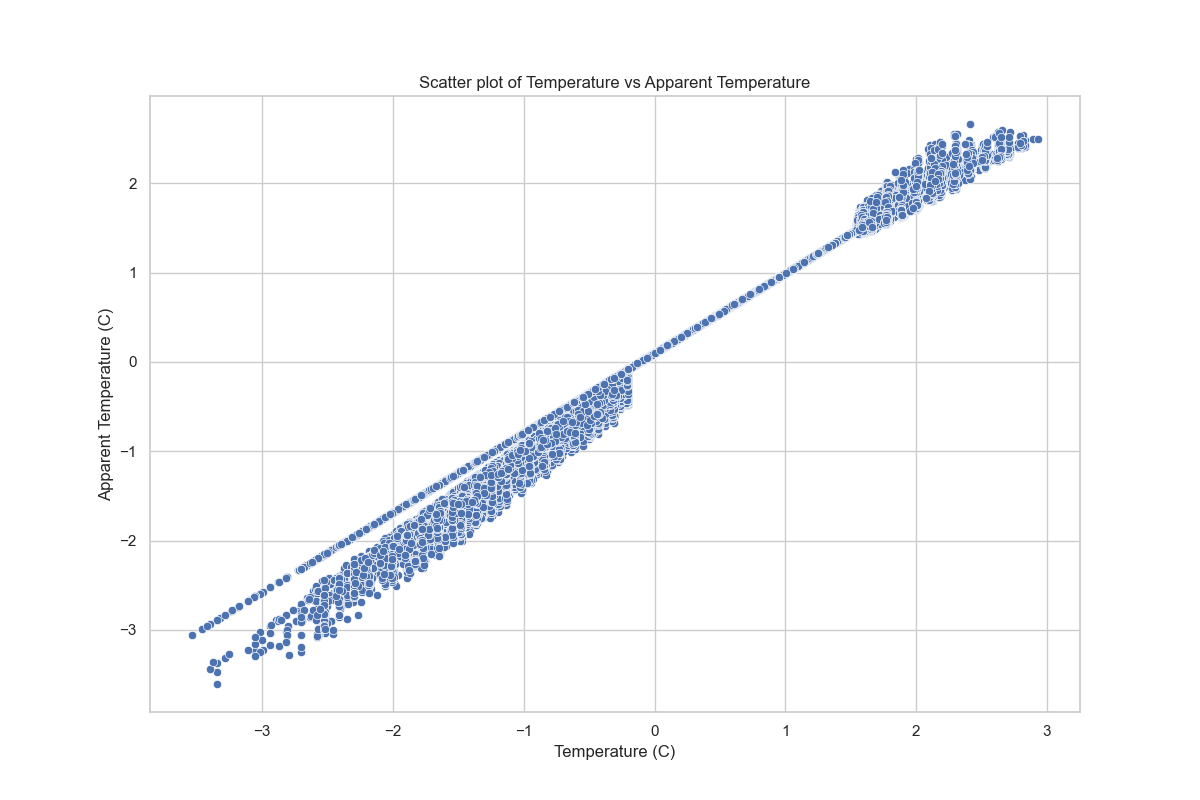 Scatter plot of Temperature vs Apparent Temperature
Apparent Temperature (C)
2
1
0
−1
−2
−3
−3 −2 −1 0 1 2 3
Temperature (C)